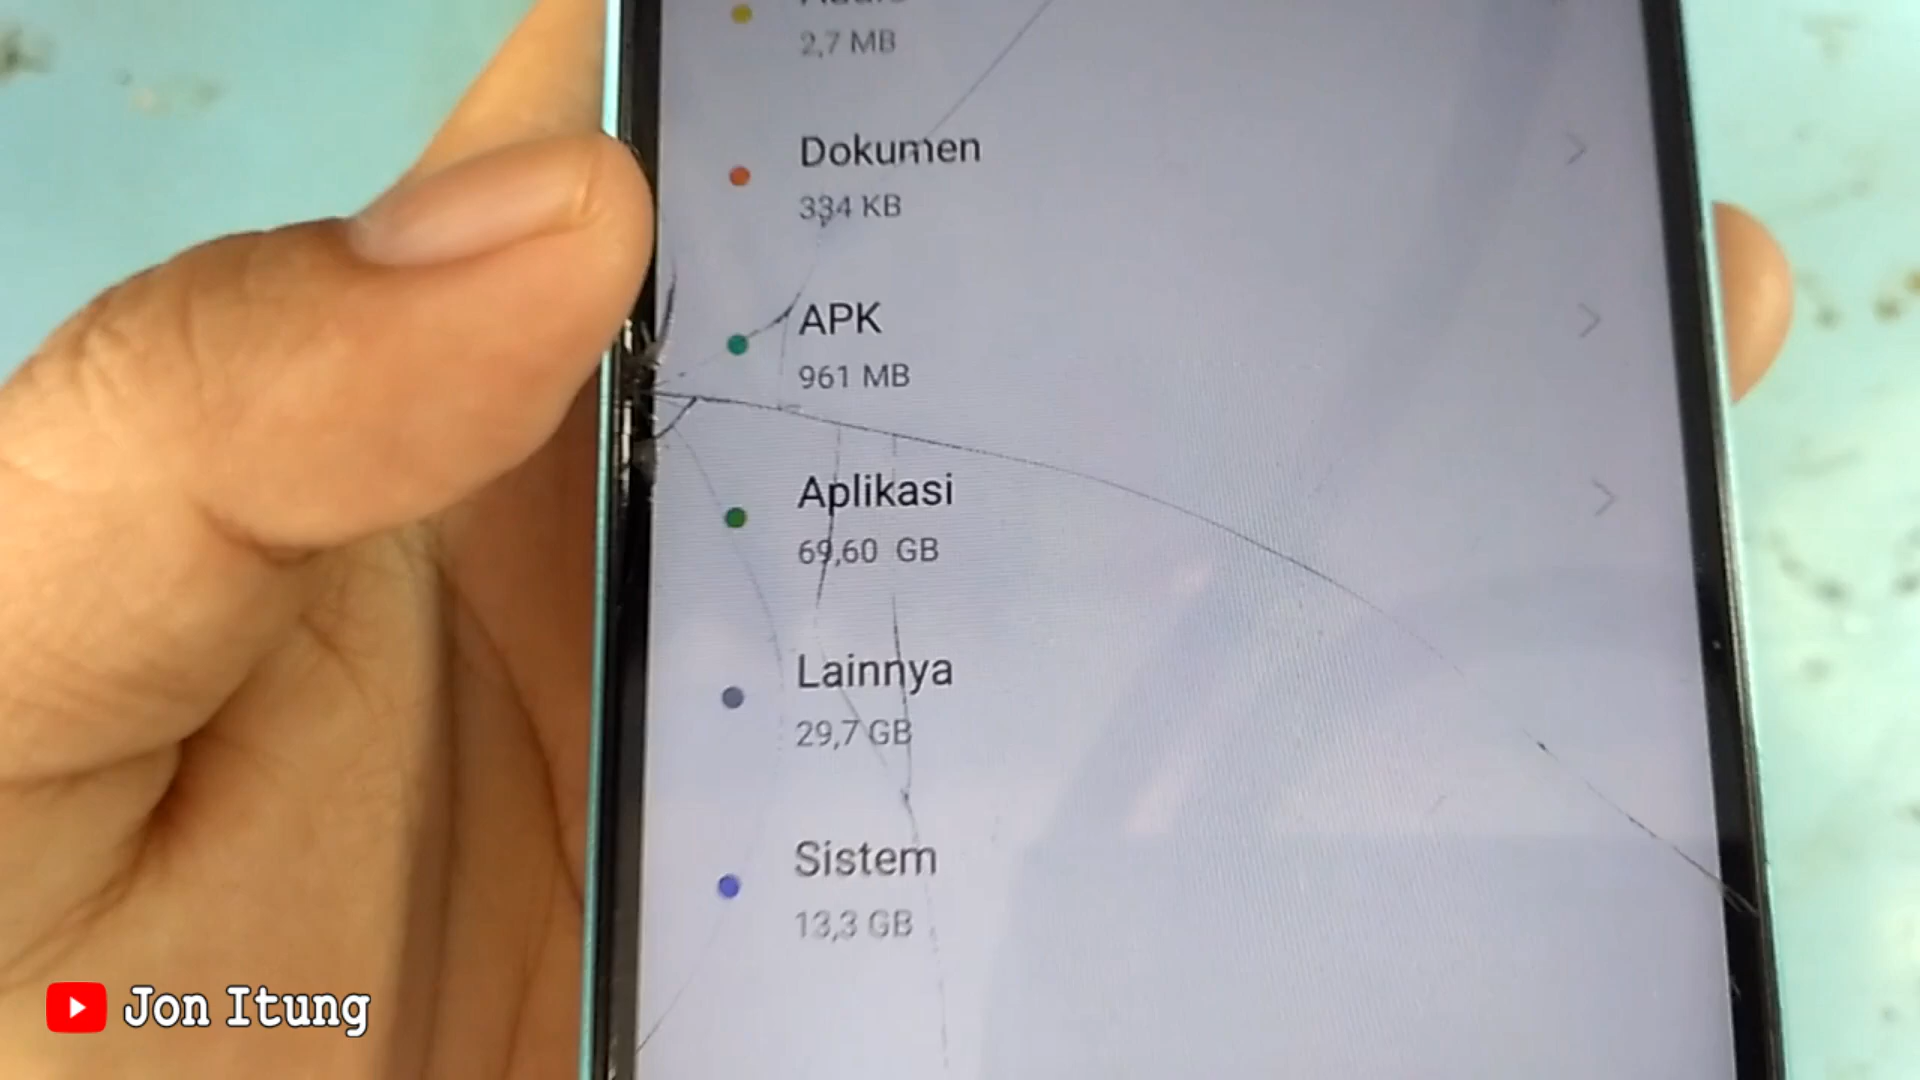 2,7 MB
Dokumen
334 KB
APK
961 MB
Aplikasi
69,60 GB
Lainnya
29,7 GB
Sistem
13,3 GB
Jon Itung